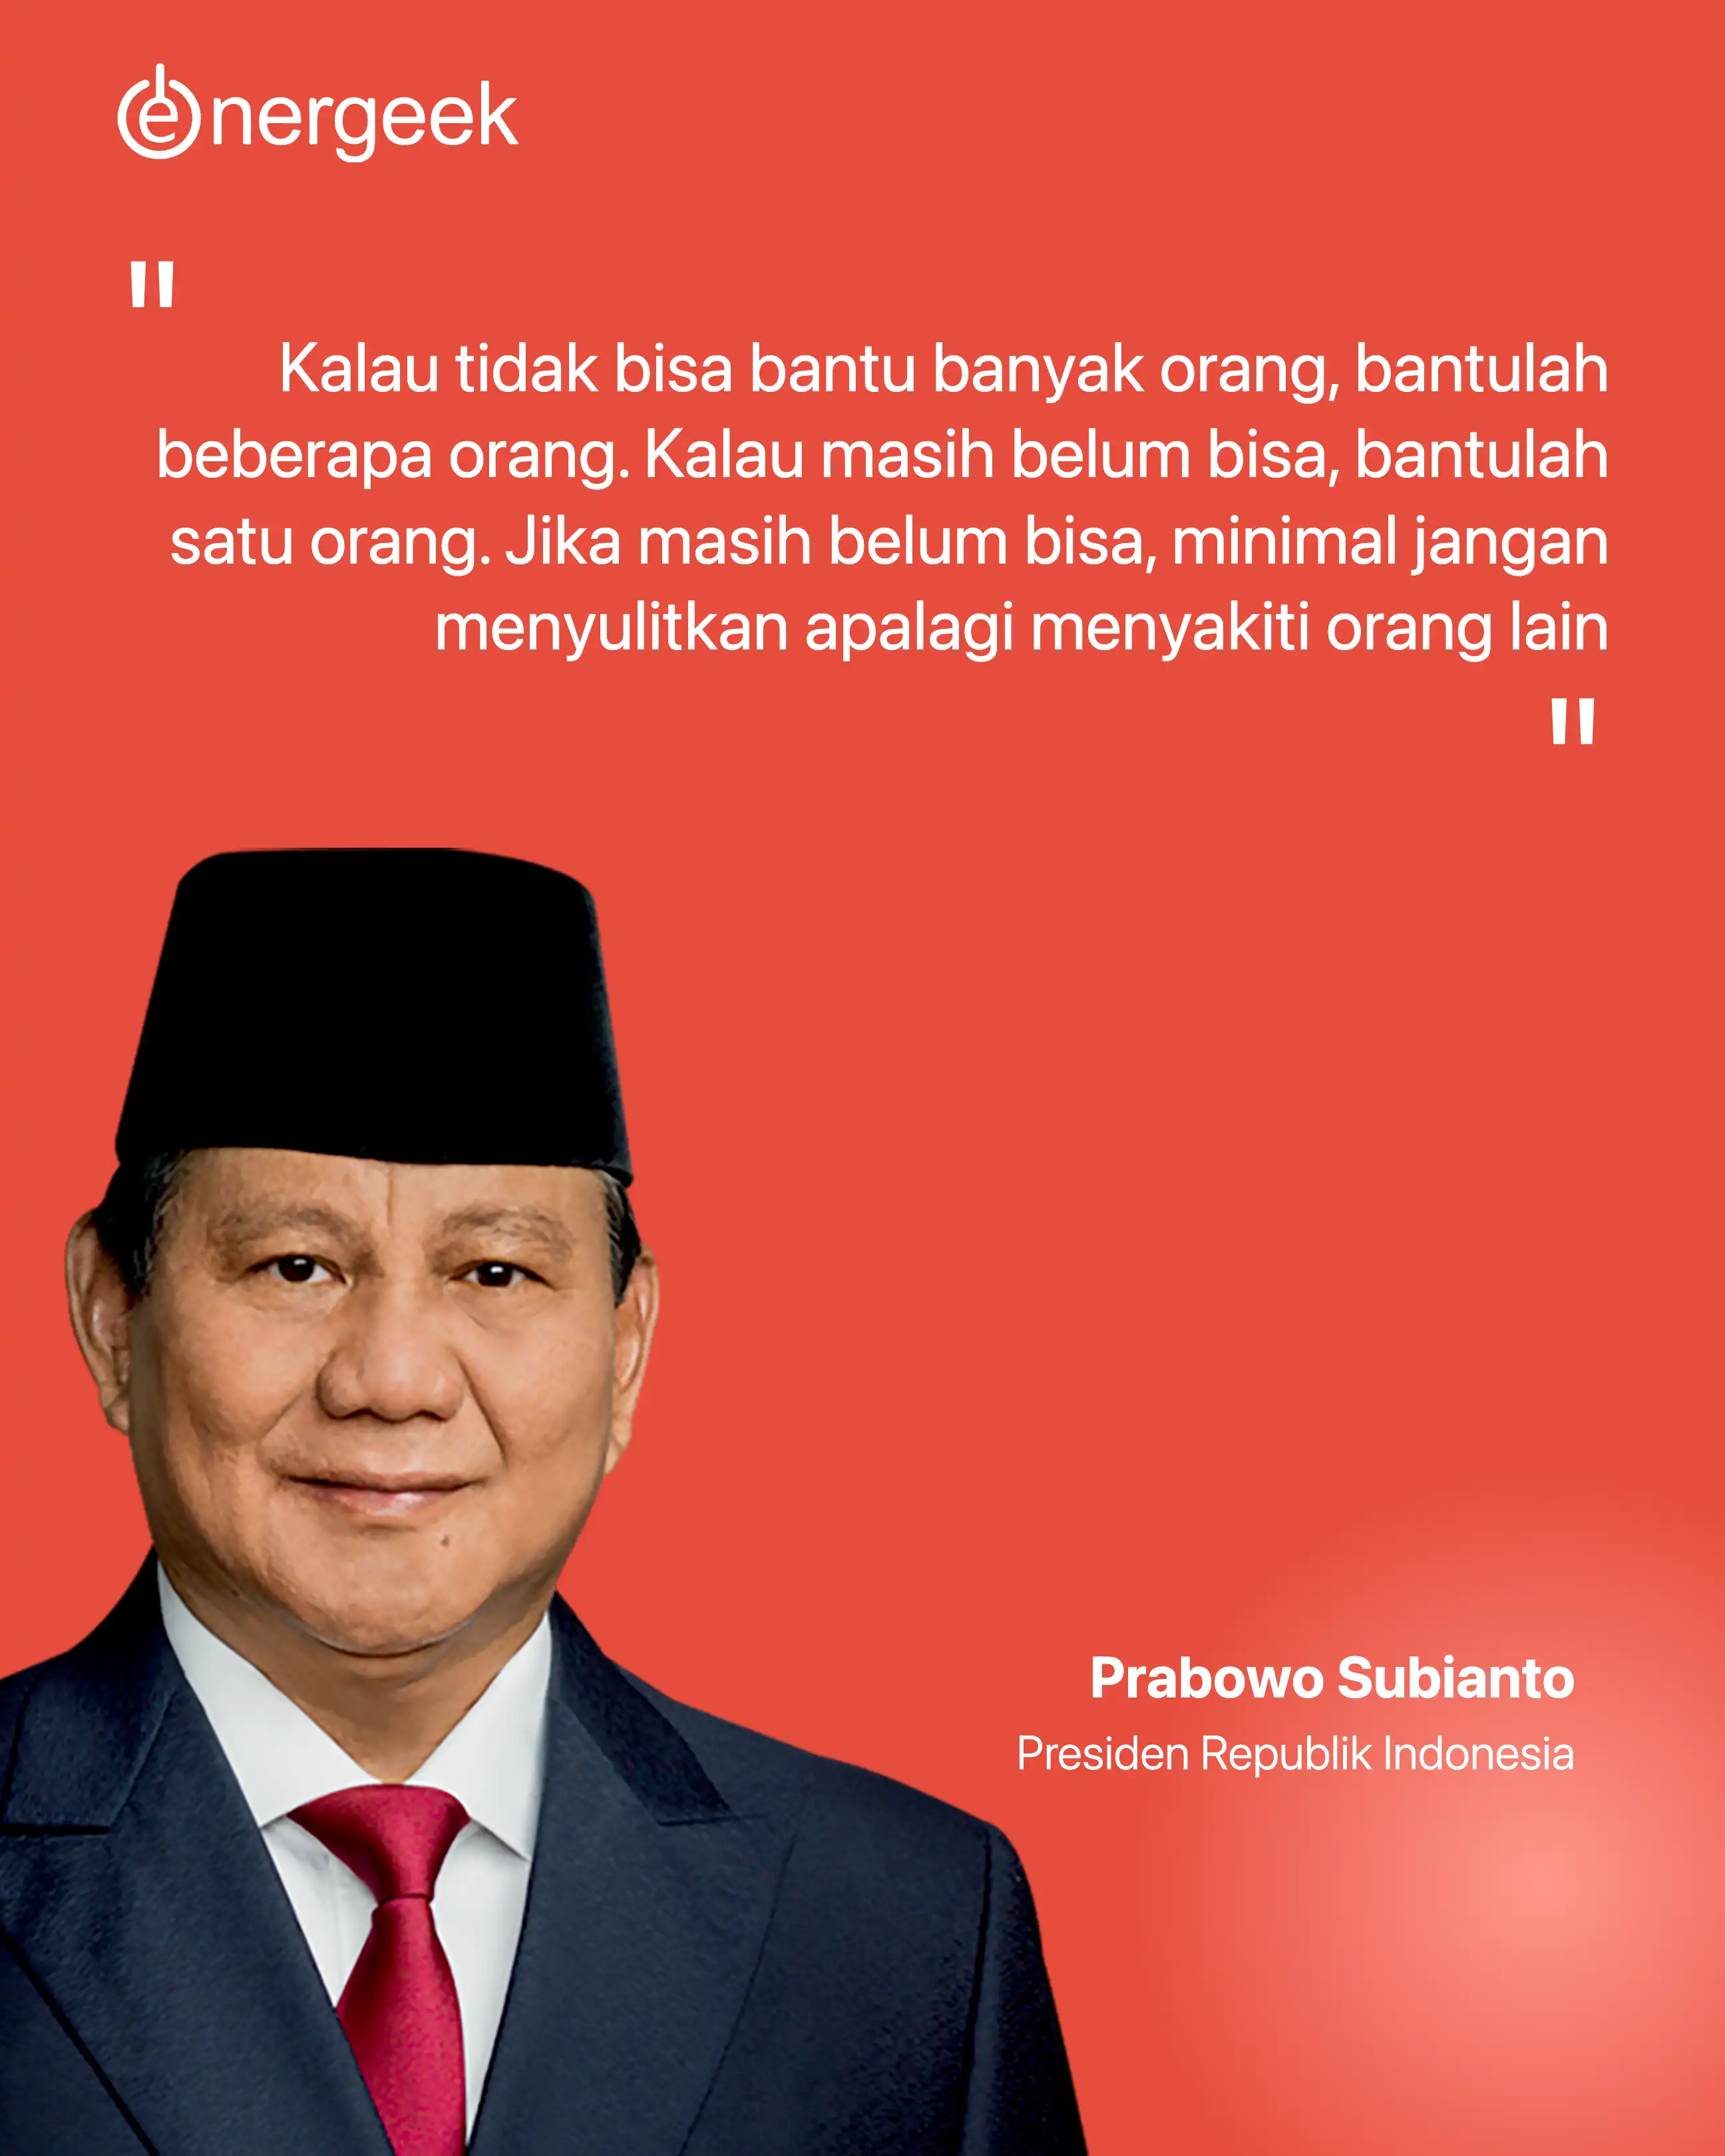 energeek
"
Kalau tidak bisa bantu banyak orang, bantulah
beberapa orang. Kalau masih belum bisa, bantulah
satu orang. Jika masih belum bisa, minimal jangan
menyulitkan apalagi menyakiti orang lain
"
Prabowo Subianto
Presiden Republik Indonesia